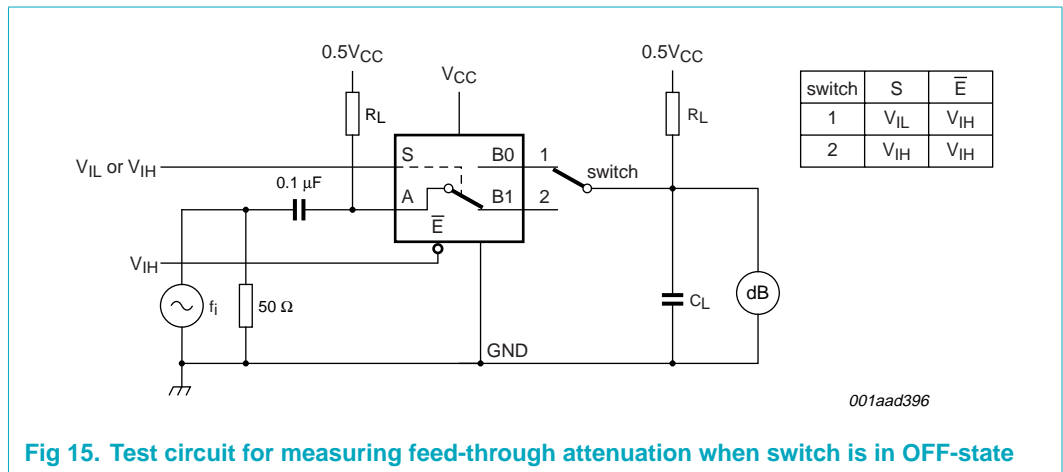 0.5VCC
VCC
0.5VCC
RL
RL
switch S E̅
1 VIL VIH
2 VIH VIH
VIL or VIH
S
B0
1
switch
0.1 μF
A
B1
2
E̅
VIH
fi
50 Ω
CL
dB
GND
001aad396
Fig 15. Test circuit for measuring feed-through attenuation when switch is in OFF-state